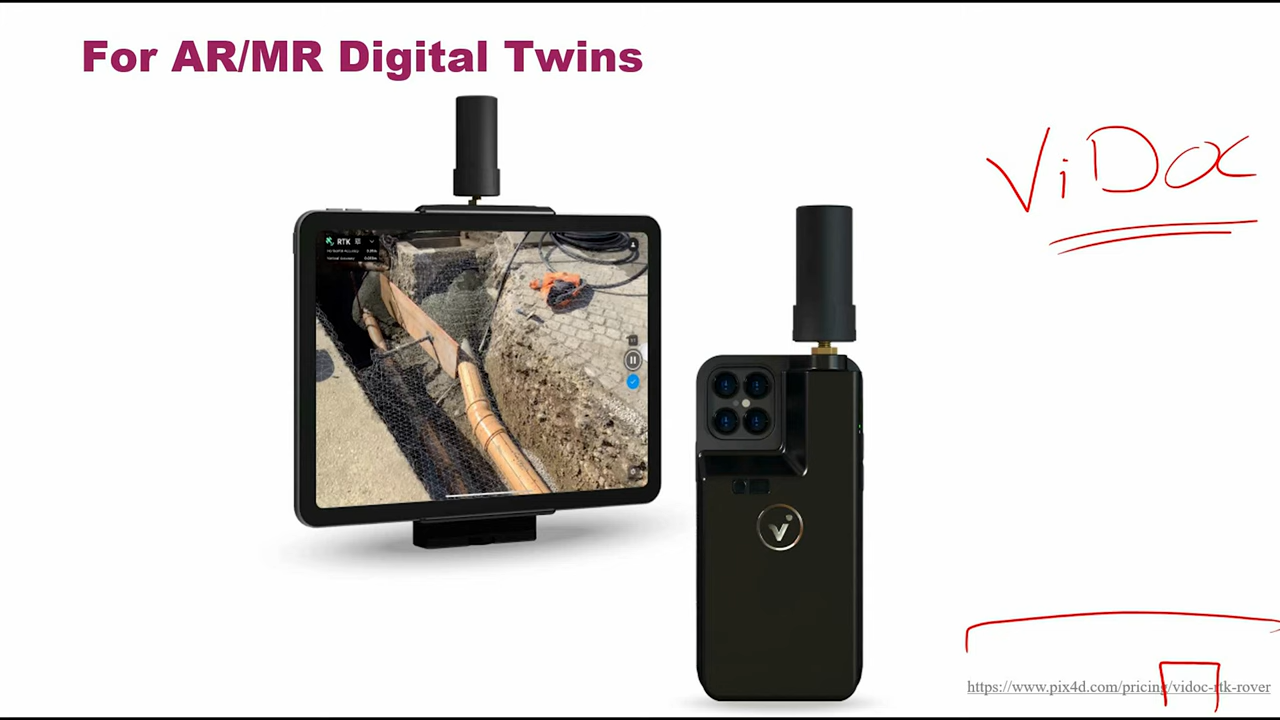 For AR/MR Digital Twins
ViDoc
RTK
V
https://www.pix4d.com/pricing/vidoc-rtk-rover